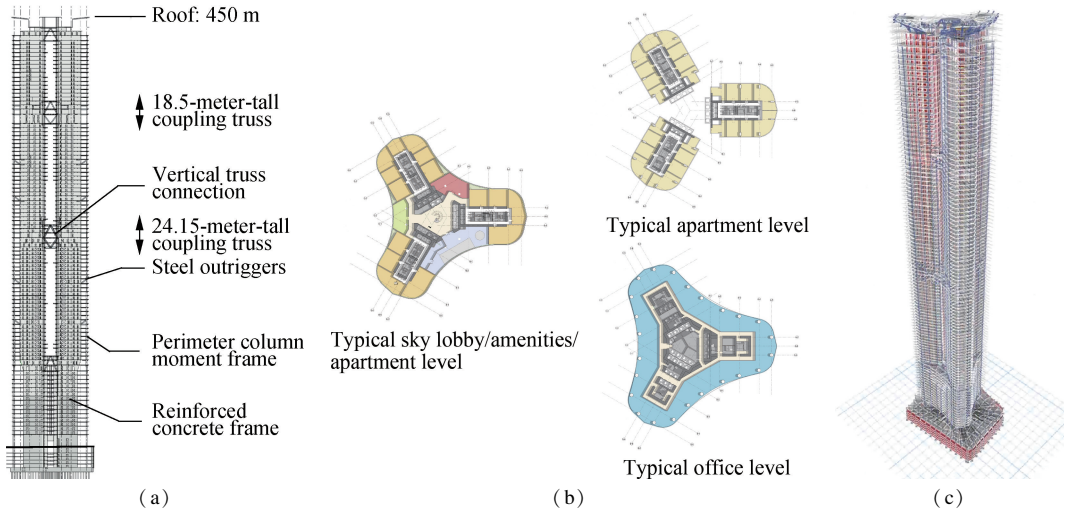 Roof: 450 m
18.5-meter-tall
coupling truss
Vertical truss
connection
24.15-meter-tall
coupling truss
Steel outriggers
Perimeter column
moment frame
Reinforced
concrete frame
(a)
Typical sky lobby/amenities/
apartment level
Typical apartment level
Typical office level
(b)
(c)